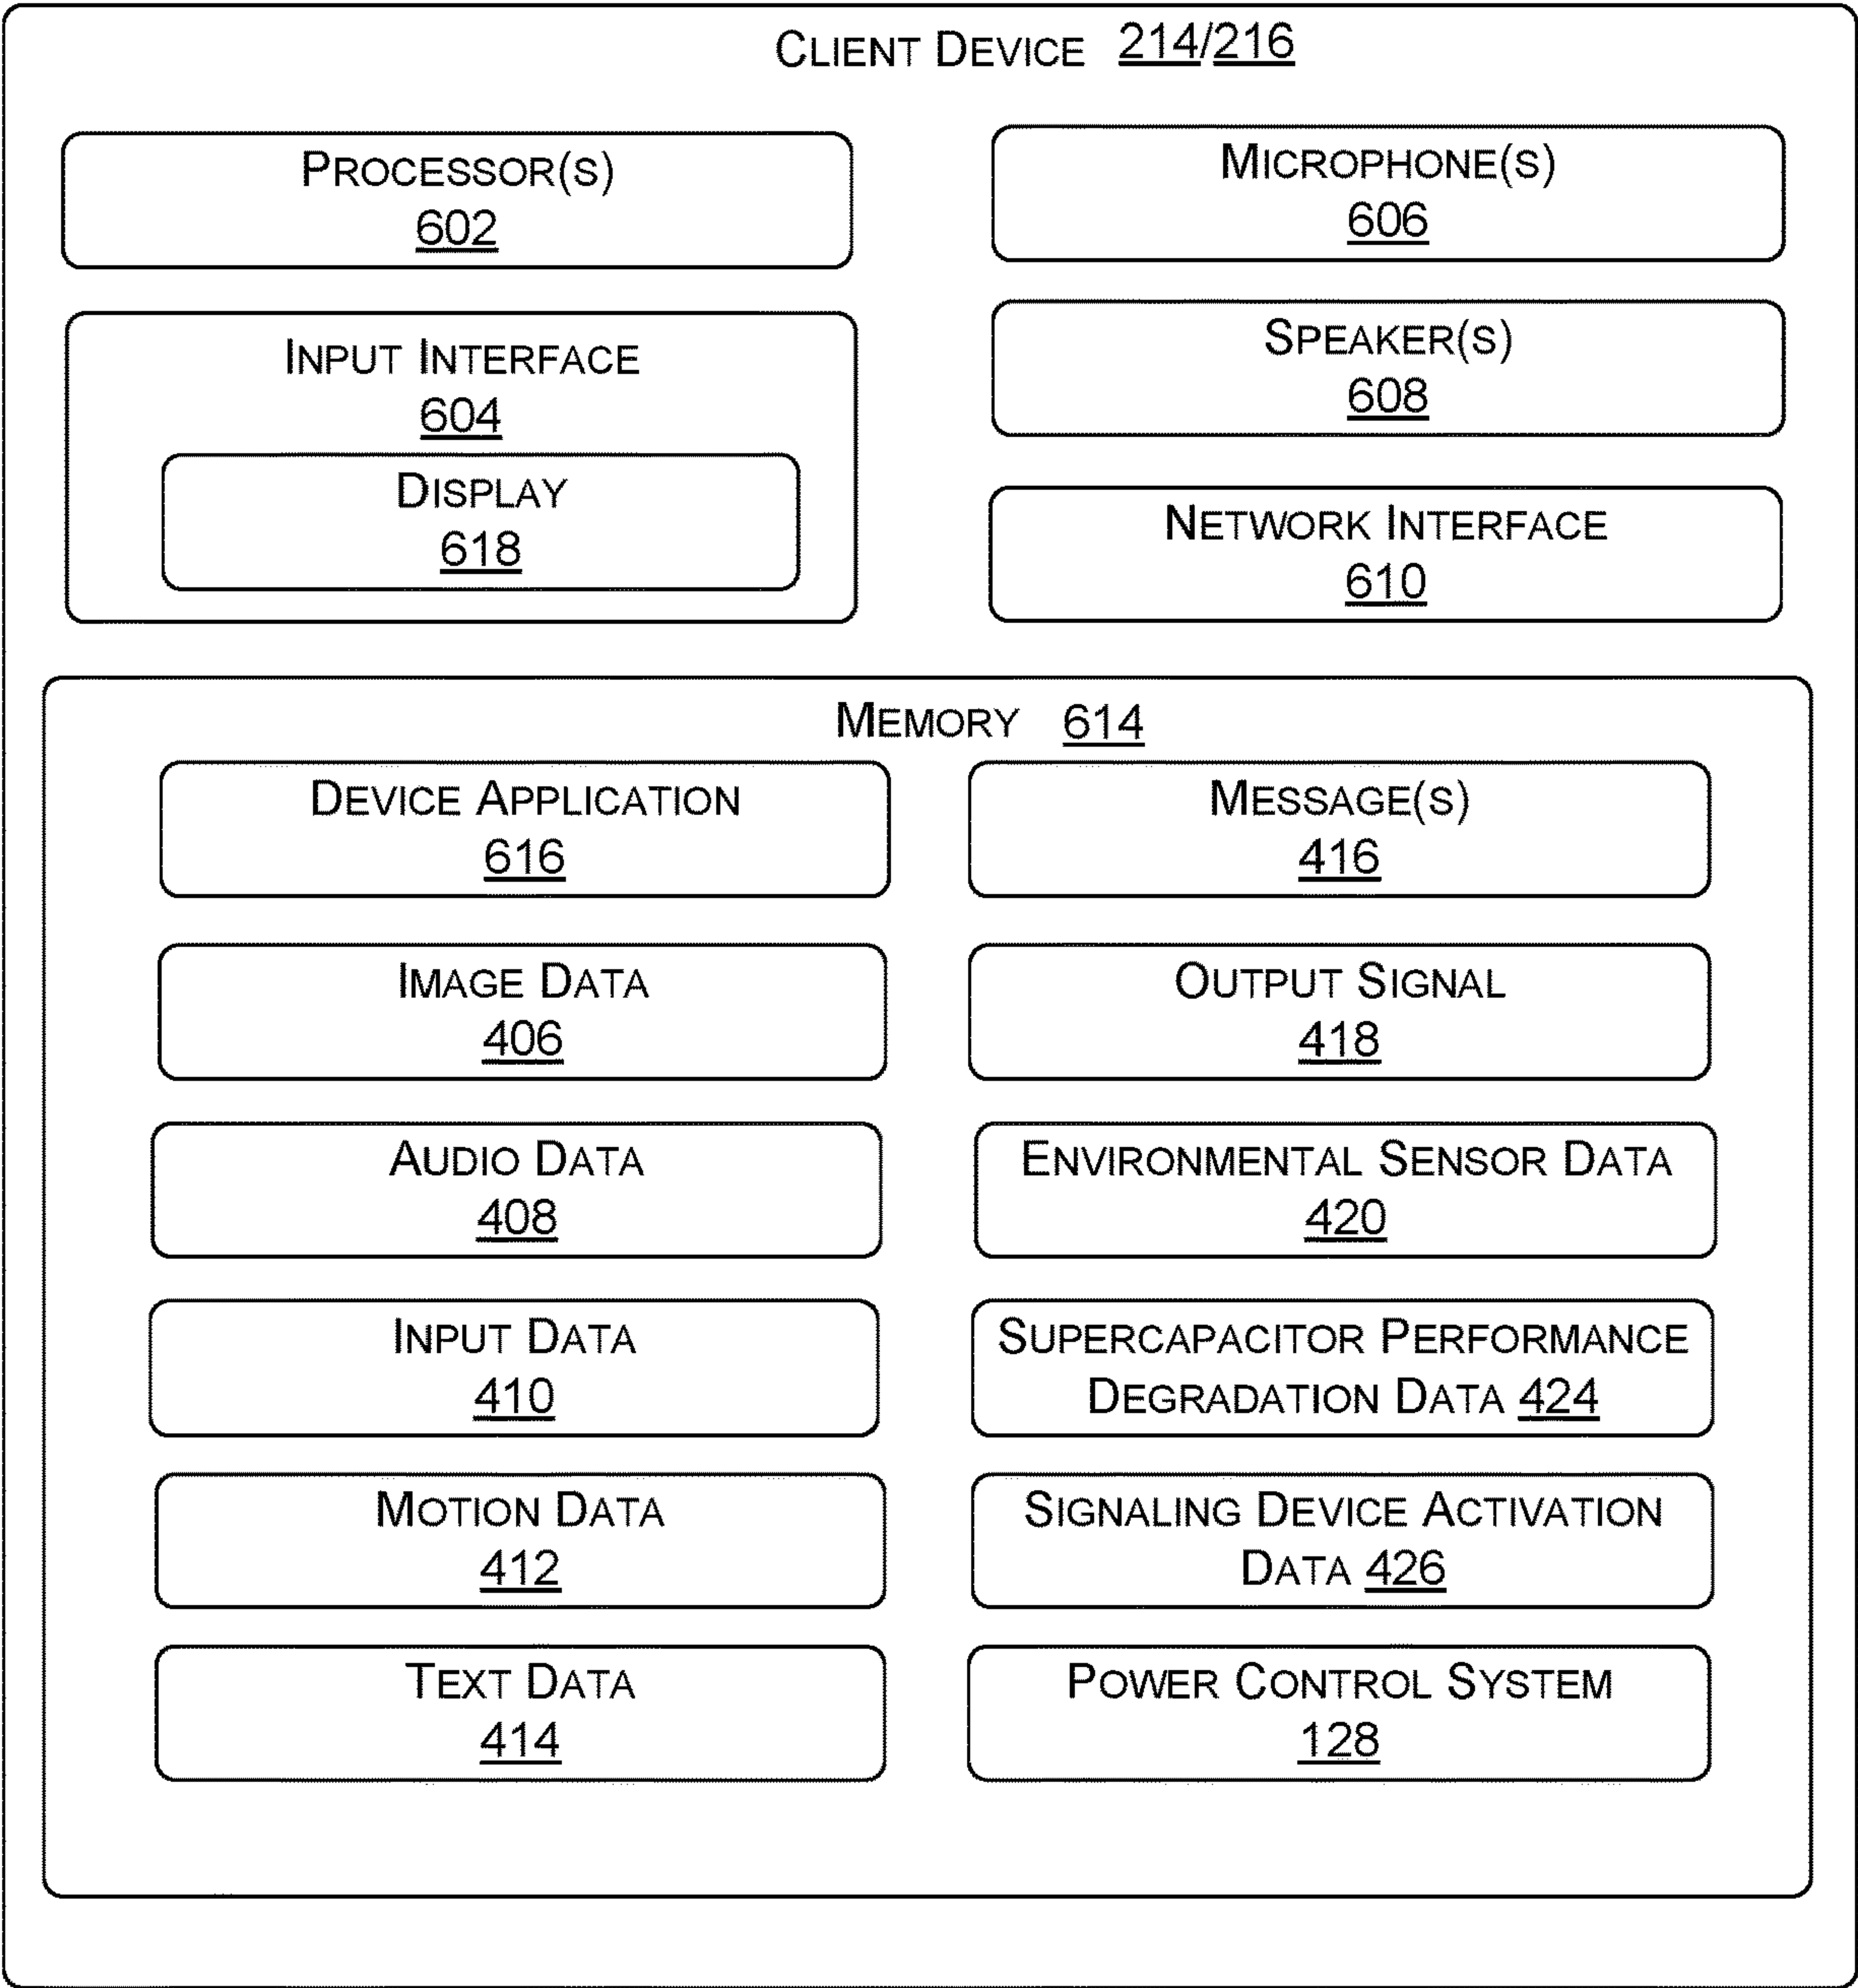 CLIENT DEVICE 214/216
PROCESSOR(S)
602
MICROPHONE(S)
606
INPUT INTERFACE
604
DISPLAY
618
SPEAKER(S)
608
NETWORK INTERFACE
610
MEMORY 614
DEVICE APPLICATION
616
MESSAGE(S)
416
IMAGE DATA
406
OUTPUT SIGNAL
418
AUDIO DATA
408
ENVIRONMENTAL SENSOR DATA
420
INPUT DATA
410
SUPERCAPACITOR PERFORMANCE
DEGRADATION DATA 424
MOTION DATA
412
SIGNALING DEVICE ACTIVATION
DATA 426
TEXT DATA
414
POWER CONTROL SYSTEM
128